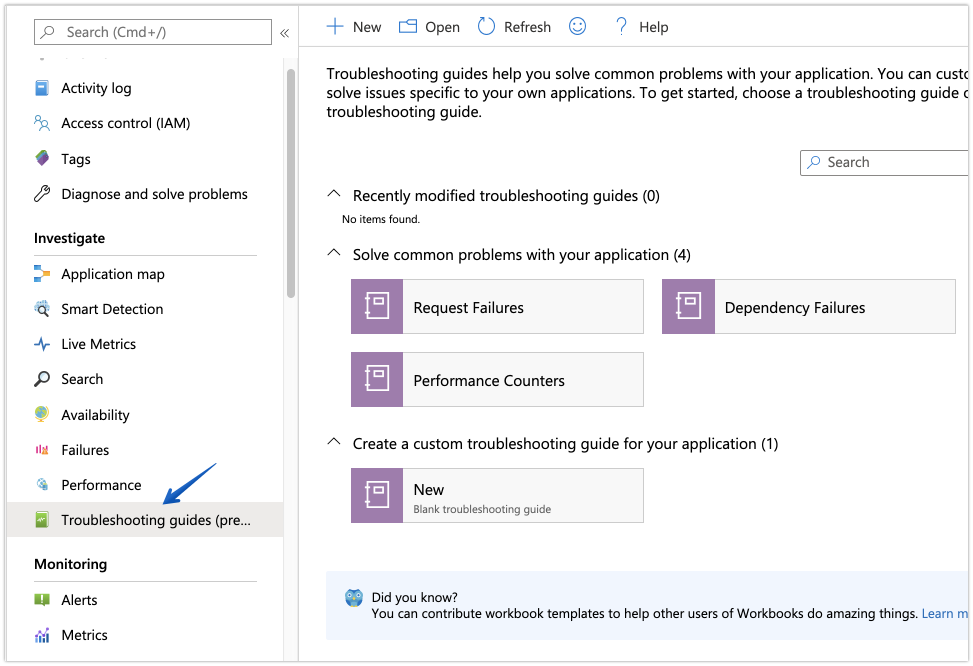 Search (Cmd+/)
«
Activity log
Access control (IAM)
Tags
Diagnose and solve problems
Investigate
Application map
Smart Detection
Live Metrics
Search
Availability
Failures
Performance
Troubleshooting guides (pre...
Monitoring
Alerts
Metrics
New
Open
Refresh
? Help
Troubleshooting guides help you solve common problems with your application. You can custo
solve issues specific to your own applications. To get started, choose a troubleshooting guide
troubleshooting guide.
Search
Recently modified troubleshooting guides (0)
No items found.
Solve common problems with your application (4)
Request Failures
Dependency Failures
Performance Counters
Create a custom troubleshooting guide for your application (1)
New
Blank troubleshooting guide
Did you know?
You can contribute workbook templates to help other users of Workbooks do amazing things. Learn m